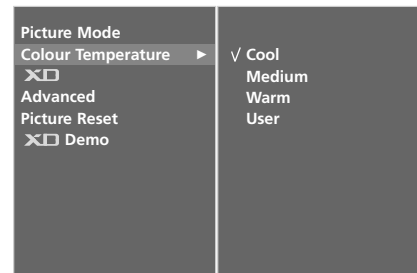 Picture Mode
Colour Temperature ►
XD
Advanced
Picture Reset
XD Demo
√ Cool
Medium
Warm
User